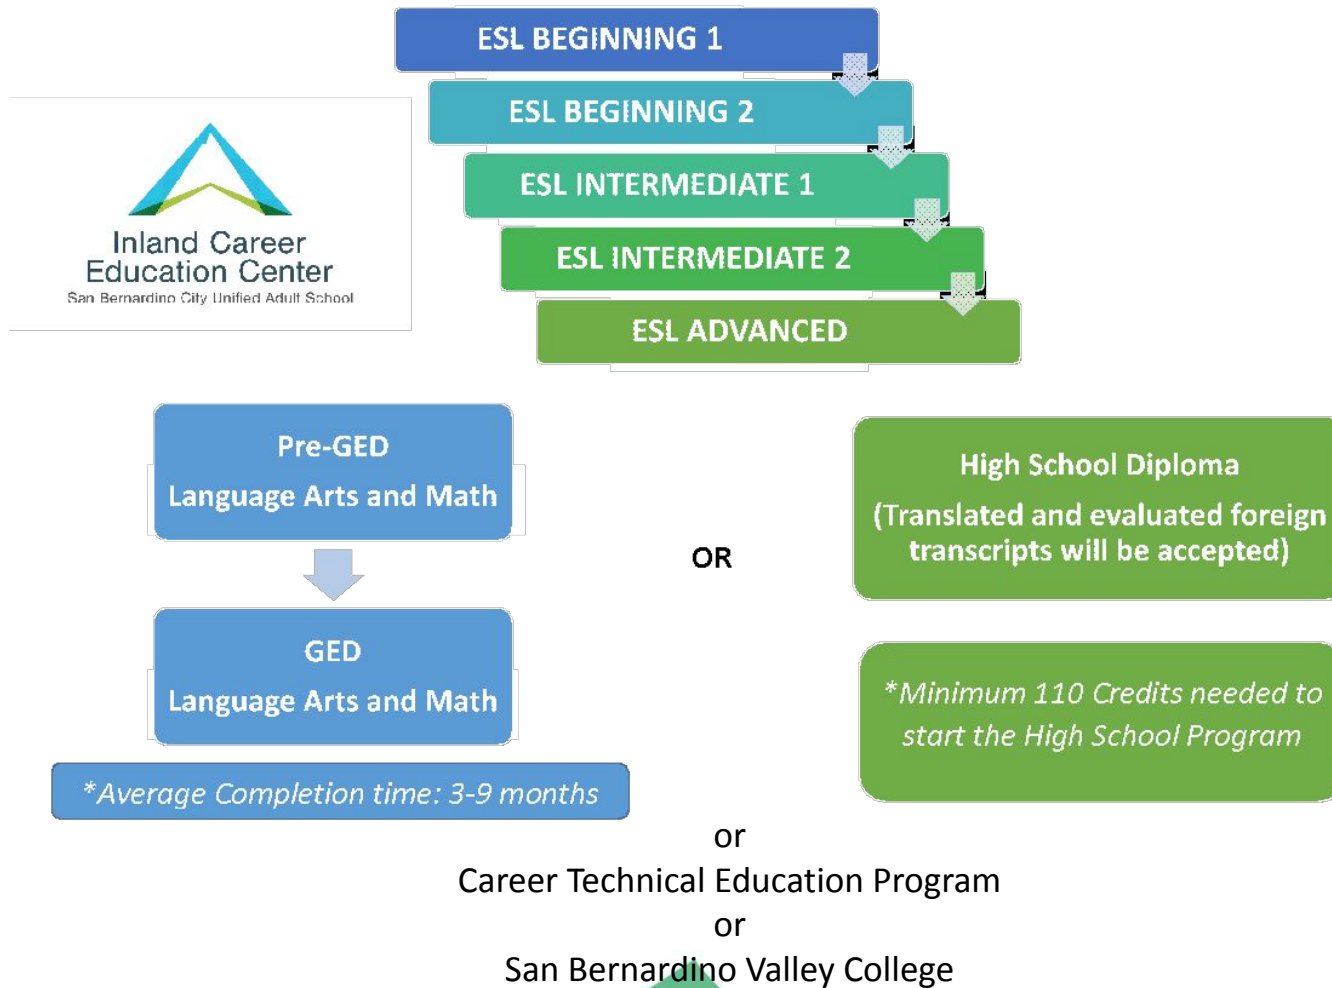 ESL BEGINNING 1
ESL BEGINNING 2
ESL INTERMEDIATE 1
ESL INTERMEDIATE 2
ESL ADVANCED
Inland Career
Education Center
San Bernardino City Unified Adult School
Pre-GED
Language Arts and Math
GED
Language Arts and Math
*Average Completion time: 3-9 months
OR
High School Diploma
(Translated and evaluated foreign
transcripts will be accepted)
*Minimum 110 Credits needed to
start the High School Program
or
Career Technical Education Program
or
San Bernardino Valley College